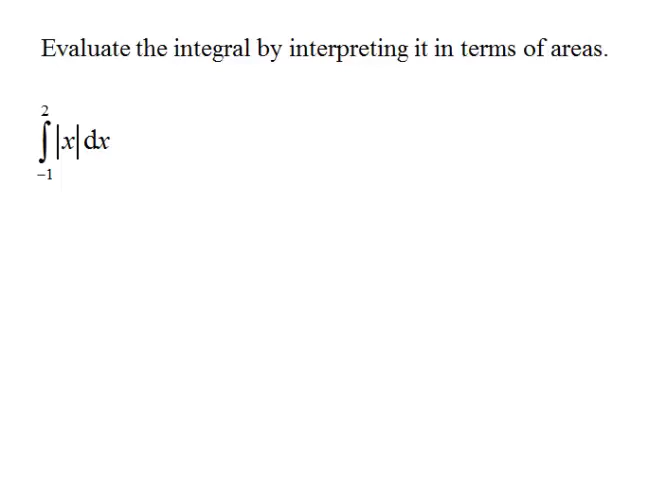 Evaluate the integral by interpreting it in terms of areas.
2
∫|x|dx
−1